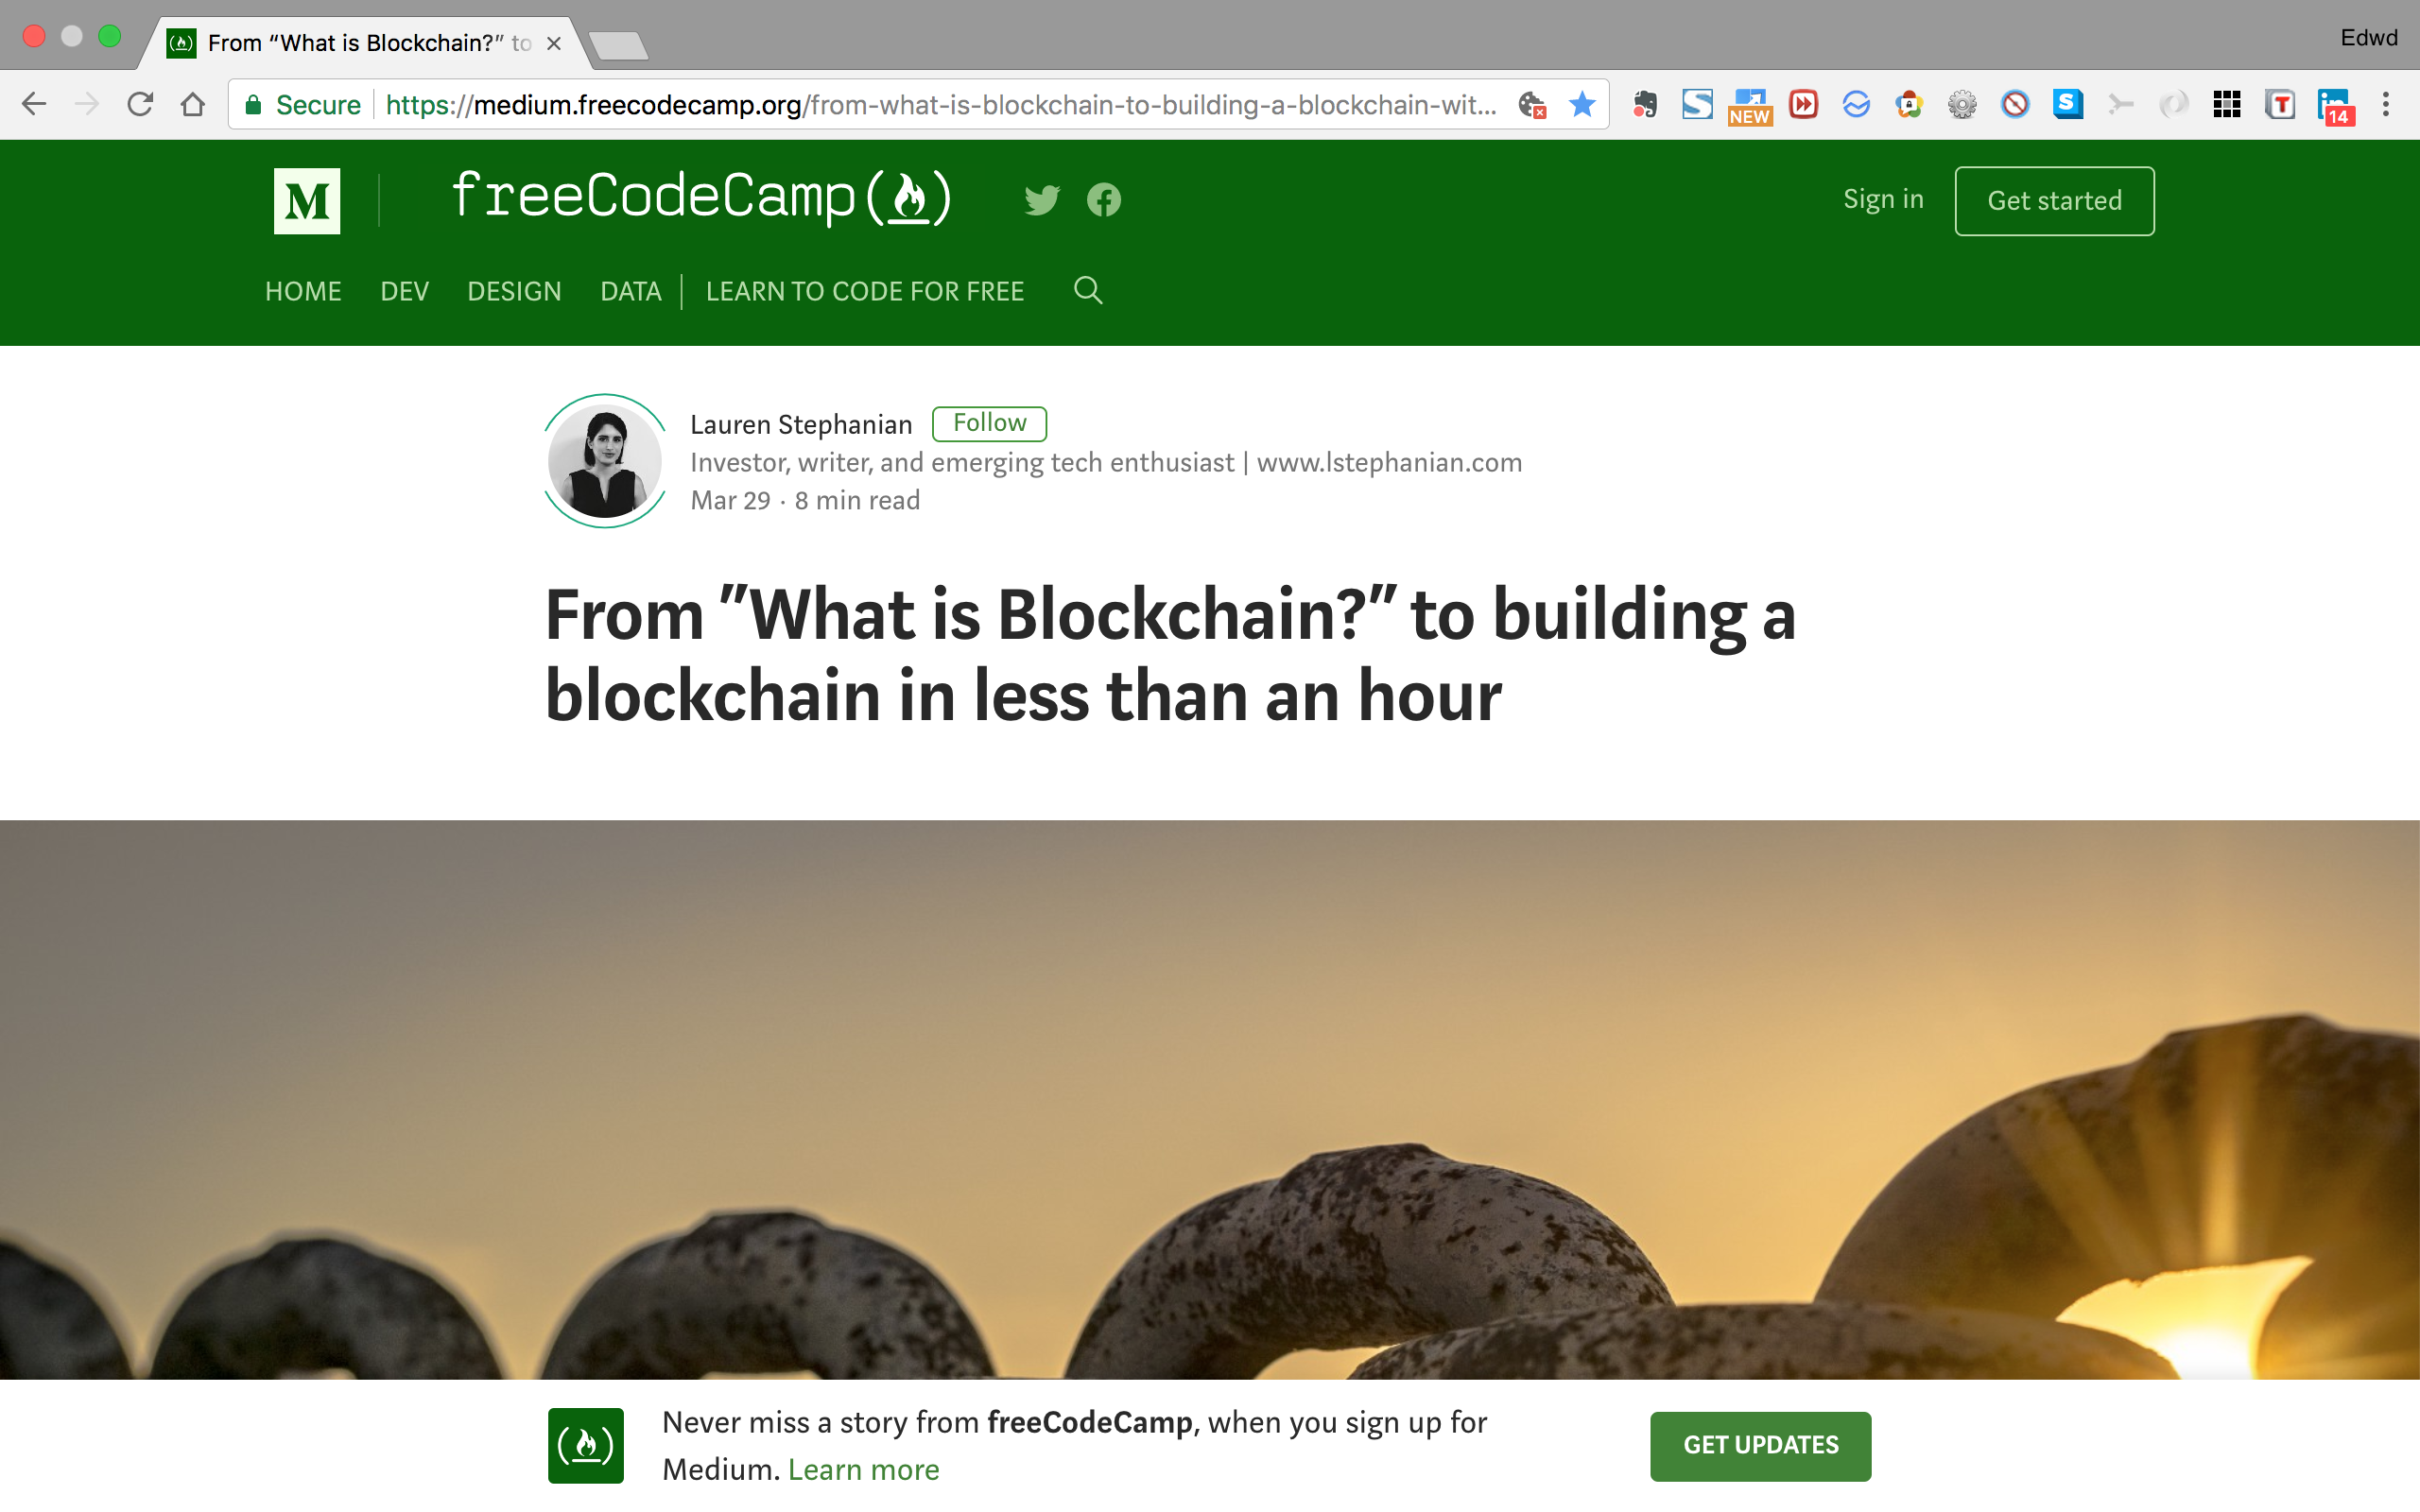 From “What is Blockchain?” to
Edwd
Secure https://medium.freecodecamp.org/from-what-is-blockchain-to-building-a-blockchain-wit...
NEW
S
T
in
14
M
freeCodeCamp
Sign in
Get started
HOME DEV DESIGN DATA LEARN TO CODE FOR FREE
Lauren Stephanian Follow
Investor, writer, and emerging tech enthusiast | www.lstephanian.com
Mar 29 · 8 min read
From ”What is Blockchain?” to building a
blockchain in less than an hour
Never miss a story from freeCodeCamp, when you sign up for
Medium. Learn more
GET UPDATES